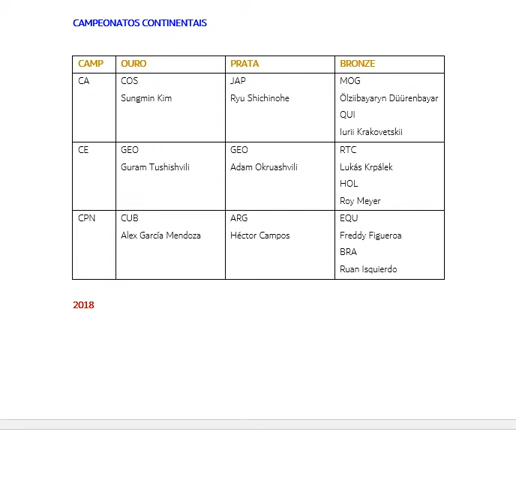 CAMPEONATOS CONTINENTAIS
CAMP OURO PRATA BRONZE
CA COS JAP MOG
Sungmin Kim Ryu Shichinohe Ölziibayaryn Düürenbayar
QUI
Iurii Krakovetskii
CE GEO GEO RTC
Guram Tushishvili Adam Okruashvili Lukás Krpálek
HOL
Roy Meyer
CPN CUB ARG EQU
Alex García Mendoza Héctor Campos Freddy Figueroa
BRA
Ruan Isquierdo
2018